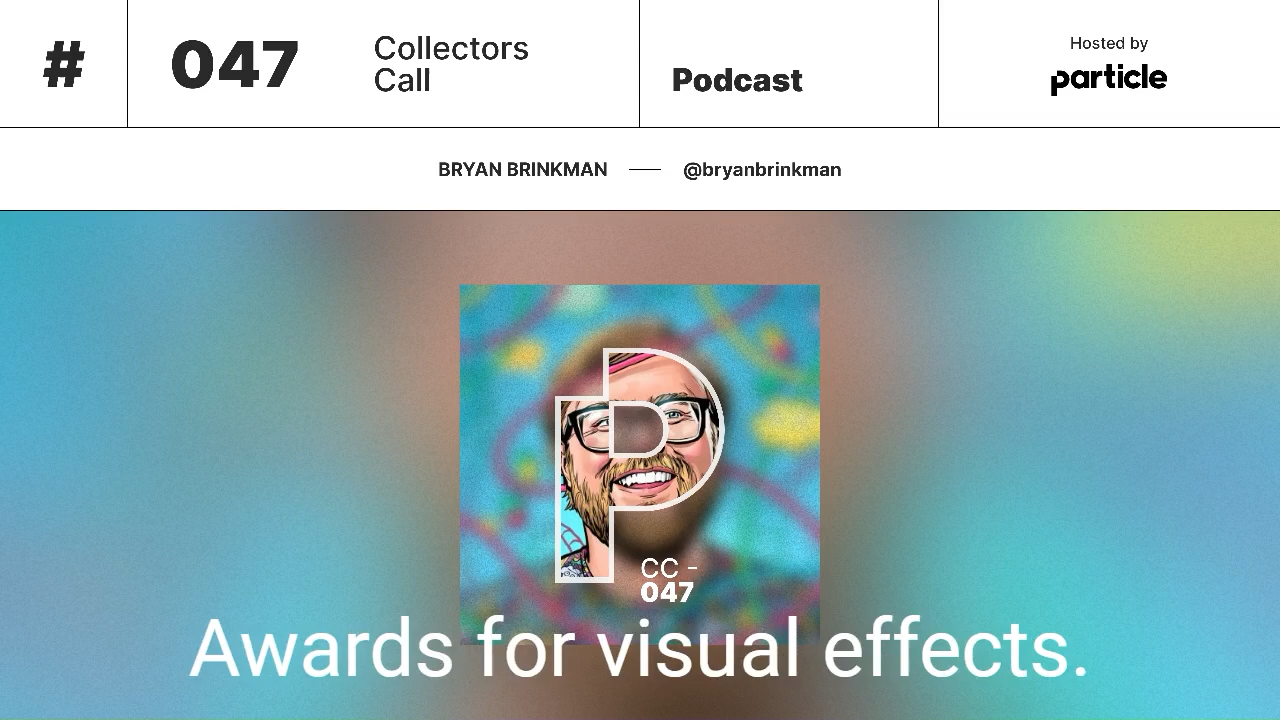 #
047
Collectors
Call
Podcast
Hosted by
particle
BRYAN BRINKMAN — @bryanbrinkman
CC -
047
Awards for visual effects.